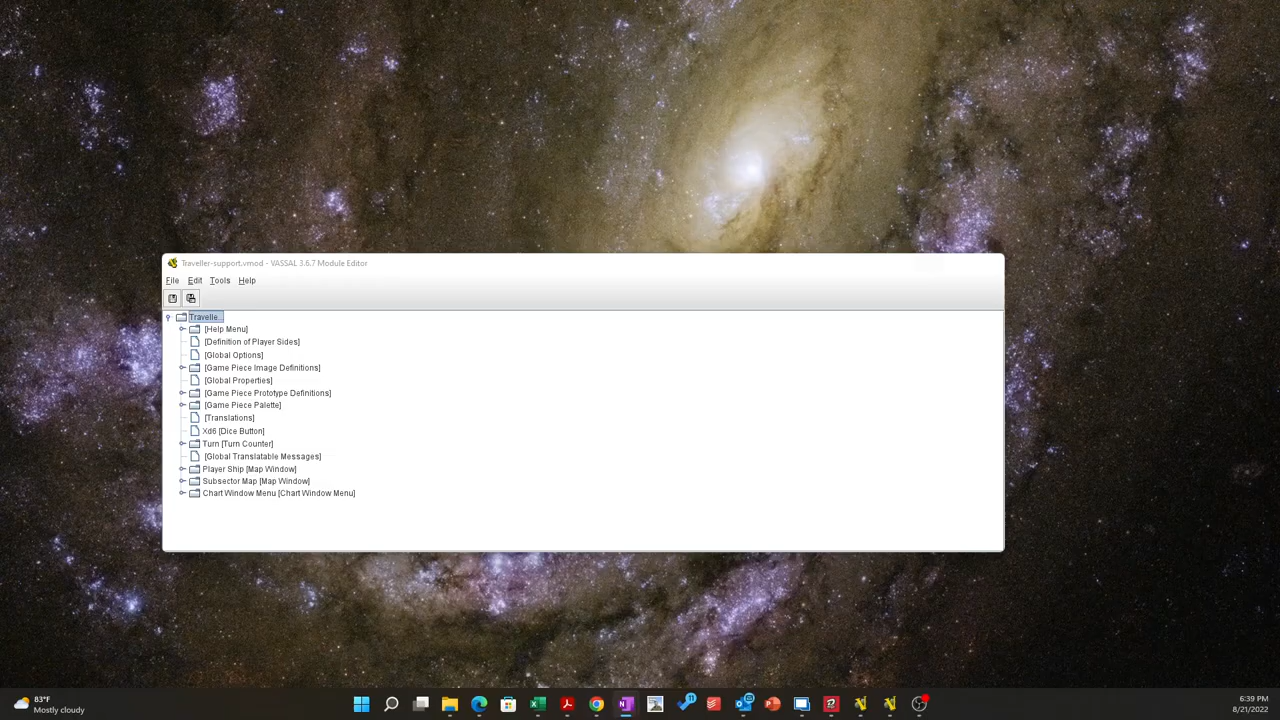 Traveller-support.vmod - VASSAL 3.6.7 Module Editor
File Edit Tools Help
Travelle...
[Help Menu]
[Definition of Player Sides]
[Global Options]
[Game Piece Image Definitions]
[Global Properties]
[Game Piece Prototype Definitions]
[Game Piece Palette]
[Translations]
Xd6 [Dice Button]
Turn [Turn Counter]
[Global Translatable Messages]
Player Ship [Map Window]
Subsector Map [Map Window]
Chart Window Menu [Chart Window Menu]
83°F
Mostly cloudy
11
6:39 PM
8/21/2022